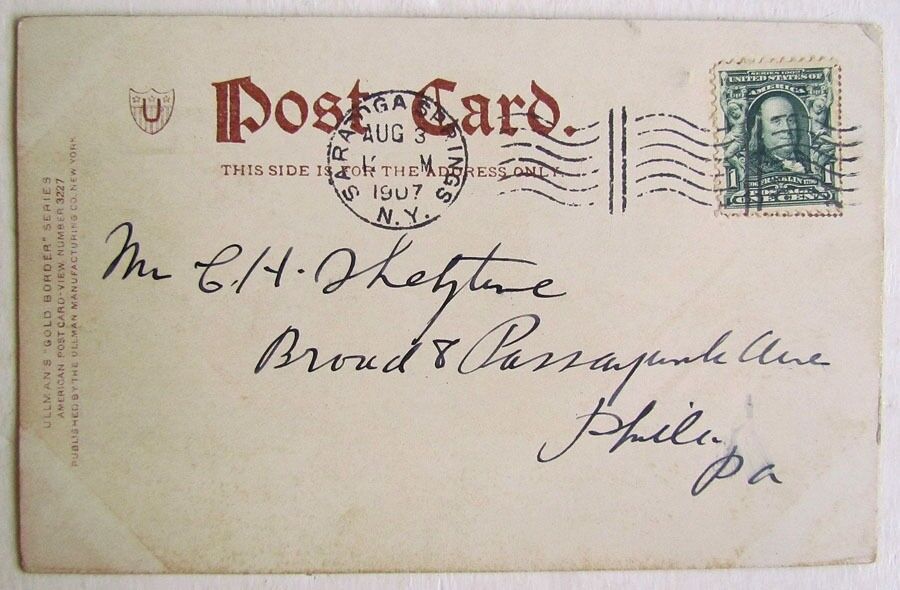 U
Post Card.
THIS SIDE IS FOR THE ADDRESS ONLY.
SARATOGA SPRINGS
AUG 3
M
1907
N.Y.
SERIES 1902
UNITED STATES OF
AMERICA
1 1
ONE CENT
Mr C. H.
Broad & Passayunk Ave
Phila.
Pa
ULLMAN'S "GOLD BORDER" SERIES
AMERICAN POST CARD-VIEW, NUMBER 3227
PUBLISHED BY THE ULLMAN MANUFACTURING CO. NEW YORK